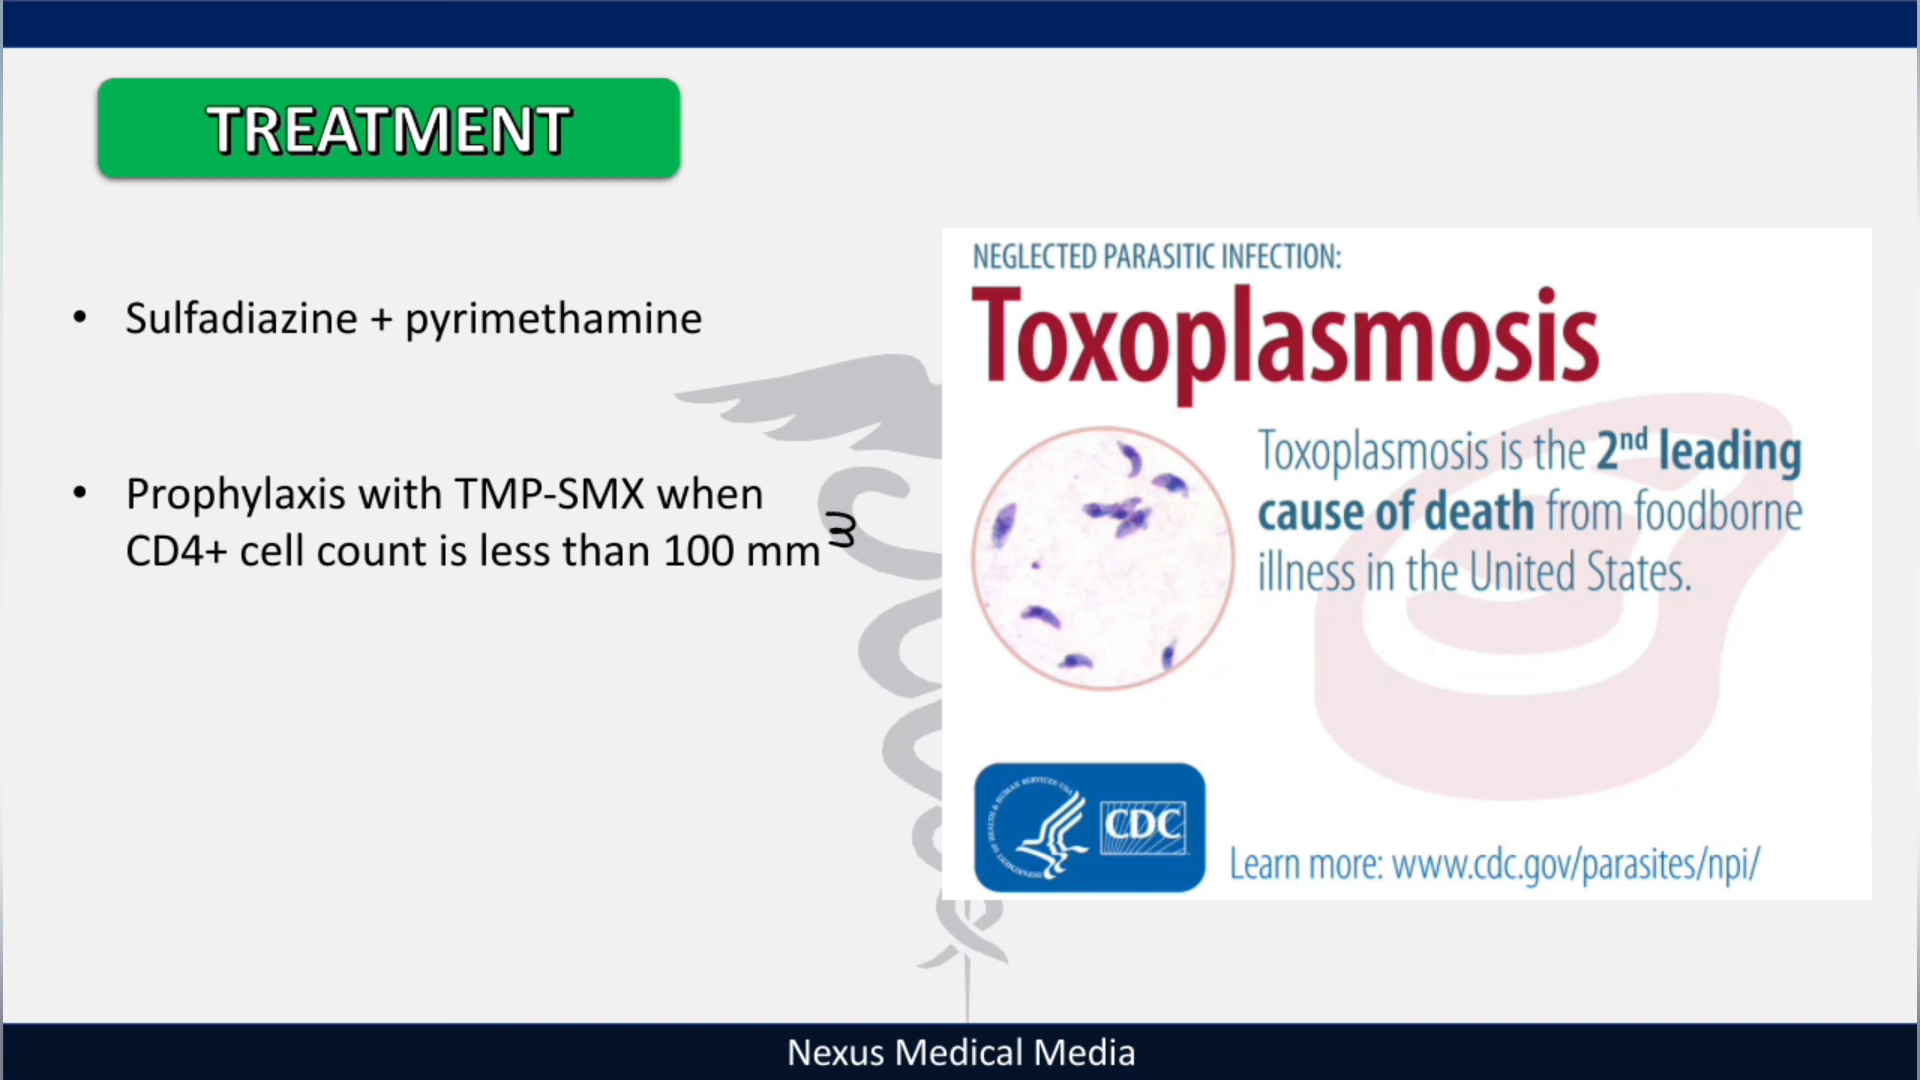 TREATMENT
• Sulfadiazine + pyrimethamine
• Prophylaxis with TMP-SMX when
CD4+ cell count is less than 100 mm3
NEGLECTED PARASITIC INFECTION:
Toxoplasmosis
Toxoplasmosis is the 2nd leading
cause of death from foodborne
illness in the United States.
CDC
Learn more: www.cdc.gov/parasites/npi/
Nexus Medical Media